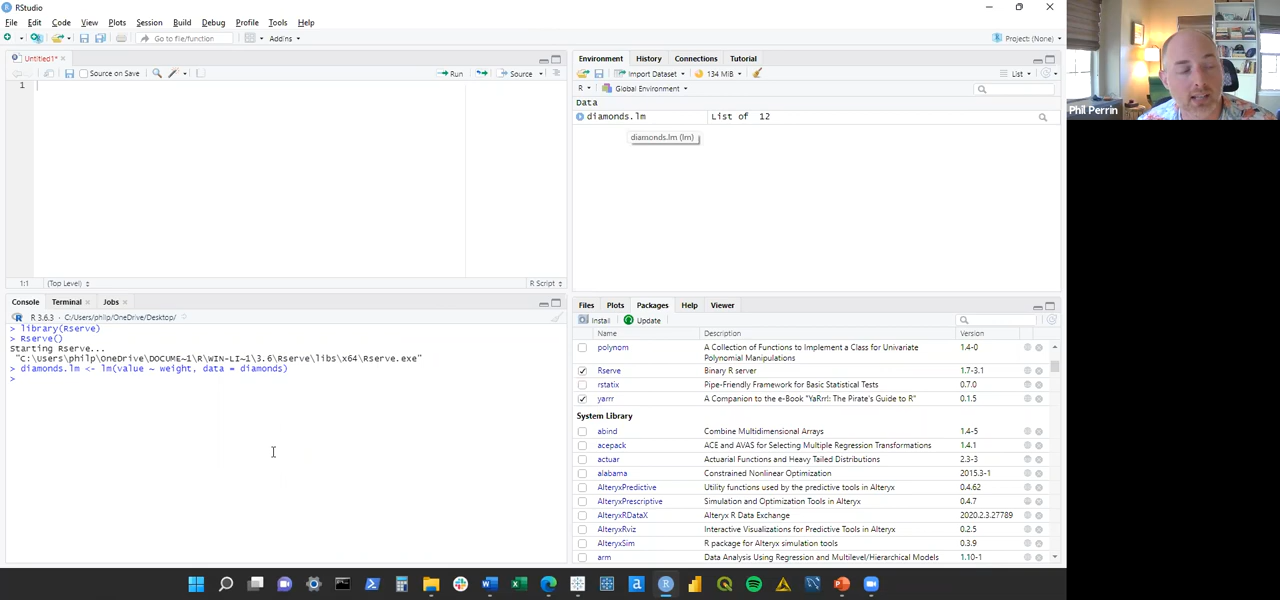 RStudio
File Edit Code View Plots Session Build Debug Profile Tools Help
Go to file/function Addins Project: (None)
Untitled1* ×
Source on Save Run Source
1
1:1 (Top Level) R Script
Console Terminal × Jobs ×
R 3.6.3 · C:/Users/philp/OneDrive/Desktop/
> library(Rserve)
> Rserve()
Starting Rserve...
"C:\Users\philp\OneDrive\DOCUME~1\R\WIN-LI~1\3.6\Rserve\libs\x64\Rserve.exe"
> diamonds.lm <- lm(value ~ weight, data = diamonds)
>
Environment History Connections Tutorial
Import Dataset 134 MiB List
R Global Environment
Data
diamonds.lm List of 12
diamonds.lm (lm)
Files Plots Packages Help Viewer
Install Update
Name Description Version
polynom A Collection of Functions to Implement a Class for Univariate Polynomial Manipulations 1.4-0
Rserve Binary R server 1.7-3.1
rstatix Pipe-Friendly Framework for Basic Statistical Tests 0.7.0
yarrr A Companion to the e-Book "YaRrr!: The Pirate's Guide to R" 0.1.5
System Library
abind Combine Multidimensional Arrays 1.4-5
acepack ACE and AVAS for Selecting Multiple Regression Transformations 1.4.1
actuar Actuarial Functions and Heavy Tailed Distributions 2.3-3
alabama Constrained Nonlinear Optimization 2015.3-1
AlteryxPredictive Utility functions used by the predictive tools in Alteryx 0.4.62
AlteryxPrescriptive Simulation and Optimization Tools in Alteryx 0.4.7
AlteryxRDataX Alteryx R Data Exchange 2020.2.3.27789
AlteryxRviz Interactive Visualizations for Predictive Tools in Alteryx 0.2.5
AlteryxSim R package for Alteryx simulation tools 0.3.9
arm Data Analysis Using Regression and Multilevel/Hierarchical Models 1.10-1
Phil Perrin